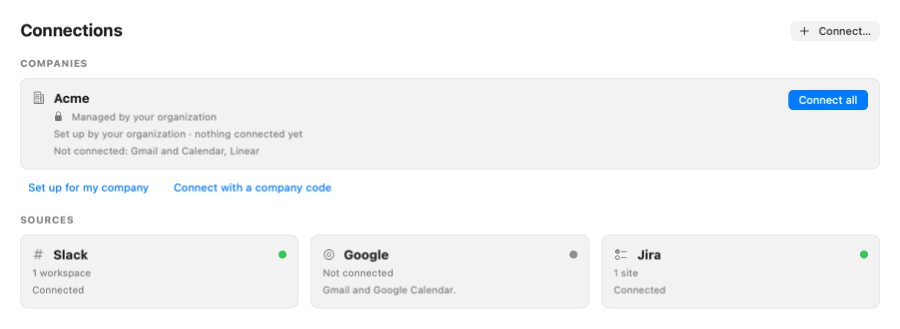 Connections
+ Connect...
COMPANIES
Acme
Connect all
Managed by your organization
Set up by your organization · nothing connected yet
Not connected: Gmail and Calendar, Linear
Set up for my company
Connect with a company code
SOURCES
# Slack
1 workspace
Connected
Google
Not connected
Gmail and Google Calendar.
Jira
1 site
Connected